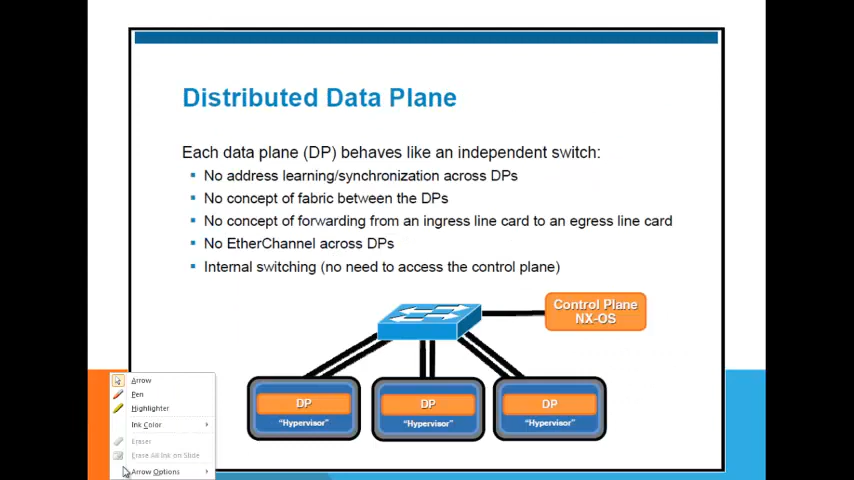 Distributed Data Plane
Each data plane (DP) behaves like an independent switch:
No address learning/synchronization across DPs
No concept of fabric between the DPs
No concept of forwarding from an ingress line card to an egress line card
No EtherChannel across DPs
Internal switching (no need to access the control plane)
Control Plane
NX-OS
DP
"Hypervisor"
DP
"Hypervisor"
DP
"Hypervisor"
Arrow
Pen
Highlighter
Ink Color
Eraser
Erase All Ink on Slide
Arrow Options